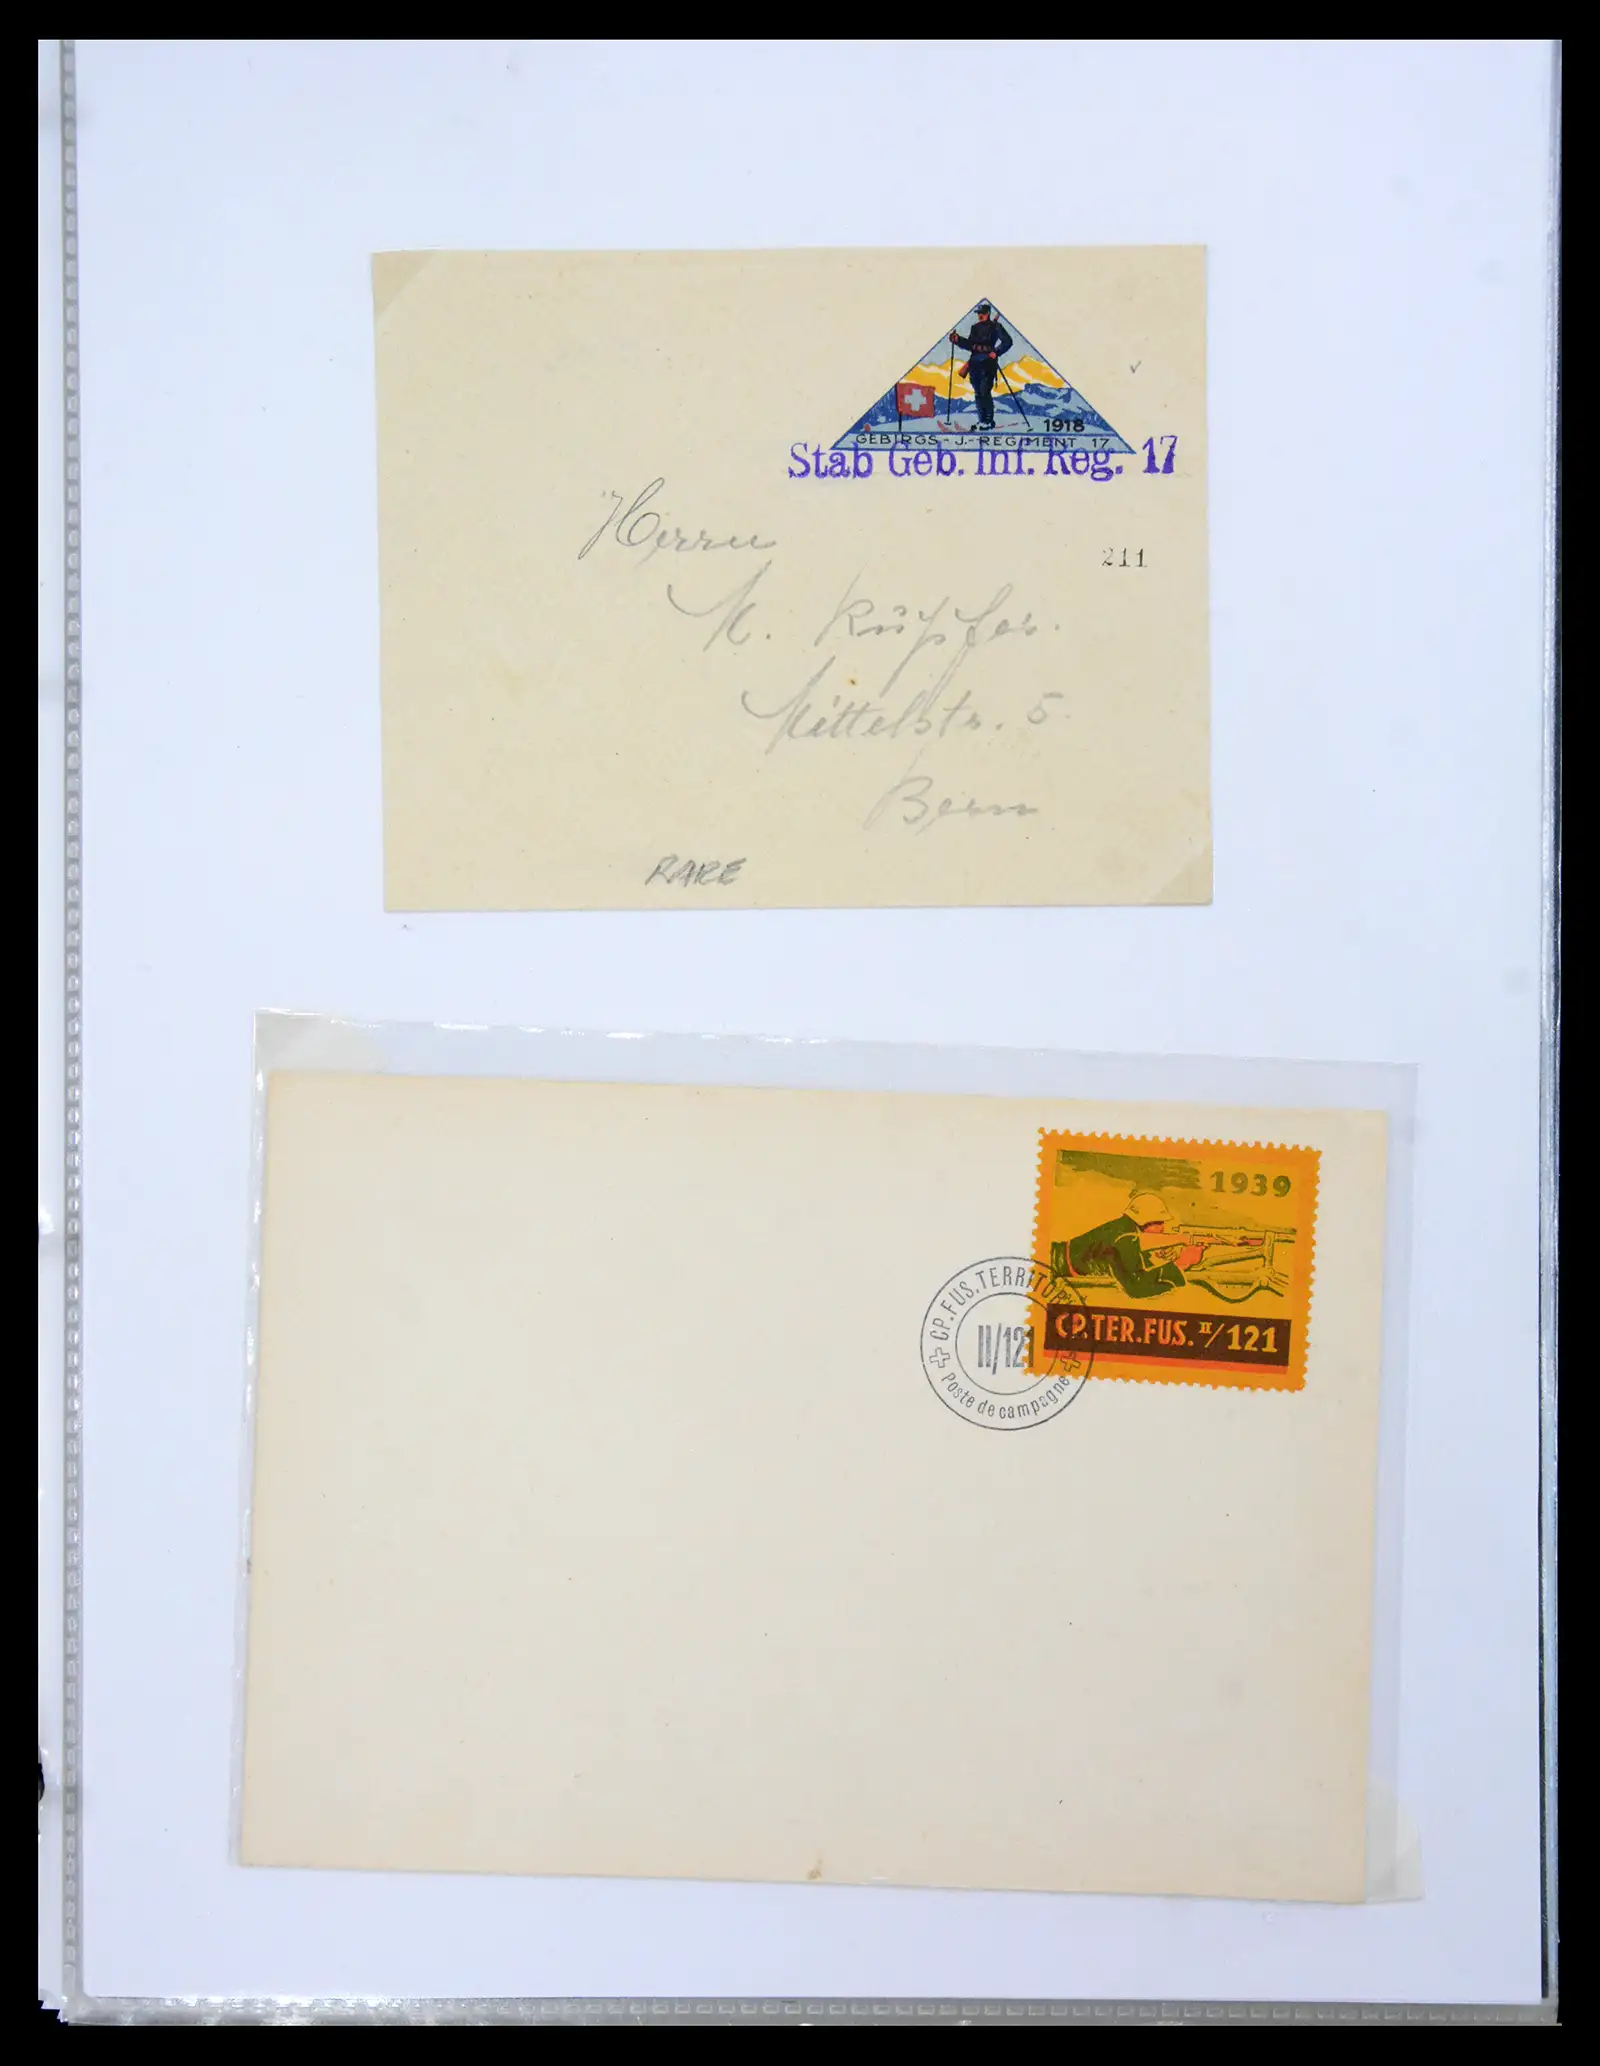 1918
GEBIRGS-J.-REGIMENT 17
Stab Geb. Inf. Reg. 17
Herrn
211
M. Küpfer.
Mittelstr. 5
Bern
RARE
1939
CP.TER.FUS. II/121
+ CP.FUS.TERRITOR +
II/121
Poste de campagne